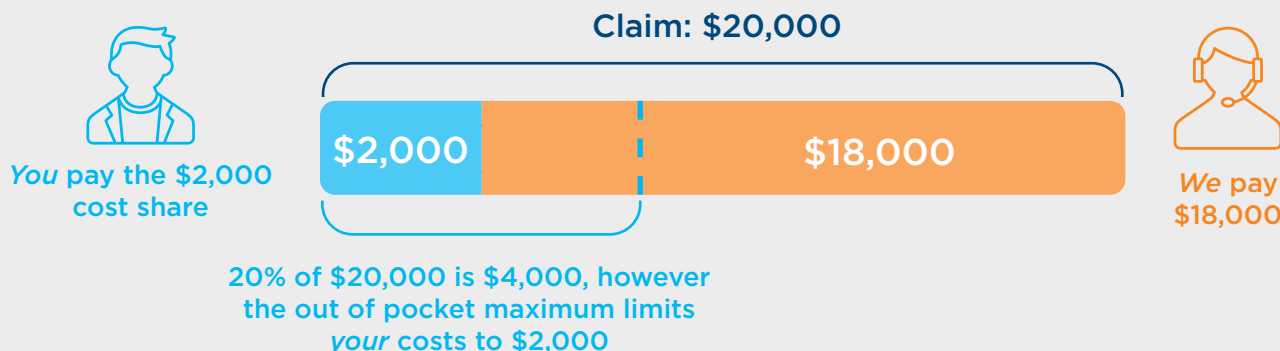 Claim: $20,000
$2,000
$18,000
You pay the $2,000
cost share
We pay
$18,000
20% of $20,000 is $4,000, however
the out of pocket maximum limits
your costs to $2,000